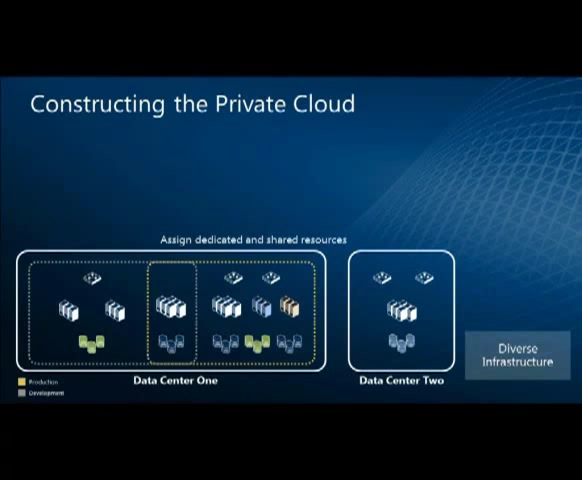 Constructing the Private Cloud
Assign dedicated and shared resources
Diverse
Infrastructure
Data Center One
Data Center Two
Production
Development